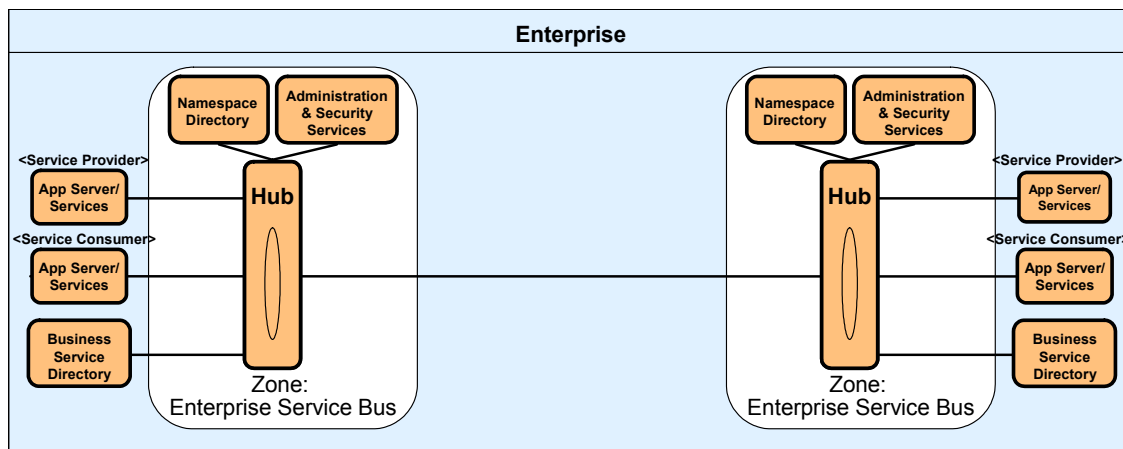 Enterprise
Namespace
Directory
Administration
& Security
Services
<Service Provider>
App Server/
Services
<Service Consumer>
App Server/
Services
Business
Service
Directory
Hub
Zone:
Enterprise Service Bus
Namespace
Directory
Administration
& Security
Services
Hub
Zone:
Enterprise Service Bus
<Service Provider>
App Server/
Services
<Service Consumer>
App Server/
Services
Business
Service
Directory